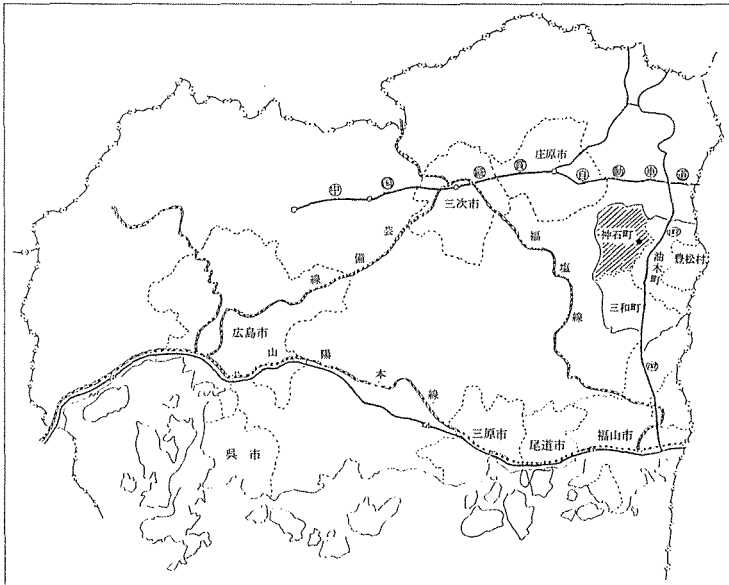 庄原市
中国縦貫自動車道
三次市
神石町
豊松村
油木町
三和町
芸備線
福塩線
広島市
山陽本線
三原市
尾道市
福山市
呉市